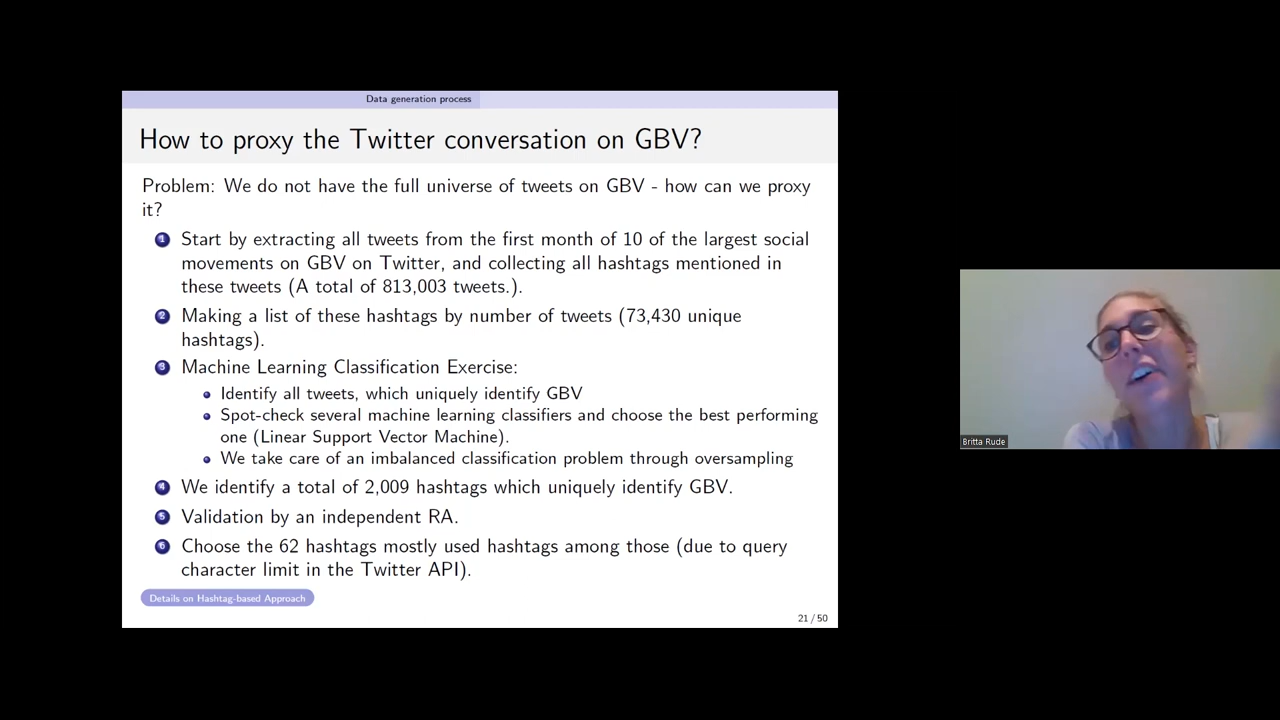 Data generation process
How to proxy the Twitter conversation on GBV?
Problem: We do not have the full universe of tweets on GBV - how can we proxy
it?
1 Start by extracting all tweets from the first month of 10 of the largest social
movements on GBV on Twitter, and collecting all hashtags mentioned in
these tweets (A total of 813,003 tweets.).
2 Making a list of these hashtags by number of tweets (73,430 unique
hashtags).
3 Machine Learning Classification Exercise:
Identify all tweets, which uniquely identify GBV
Spot-check several machine learning classifiers and choose the best performing
one (Linear Support Vector Machine).
We take care of an imbalanced classification problem through oversampling
4 We identify a total of 2,009 hashtags which uniquely identify GBV.
5 Validation by an independent RA.
6 Choose the 62 hashtags mostly used hashtags among those (due to query
character limit in the Twitter API).
Details on Hashtag-based Approach
21 / 50
Britta Rude